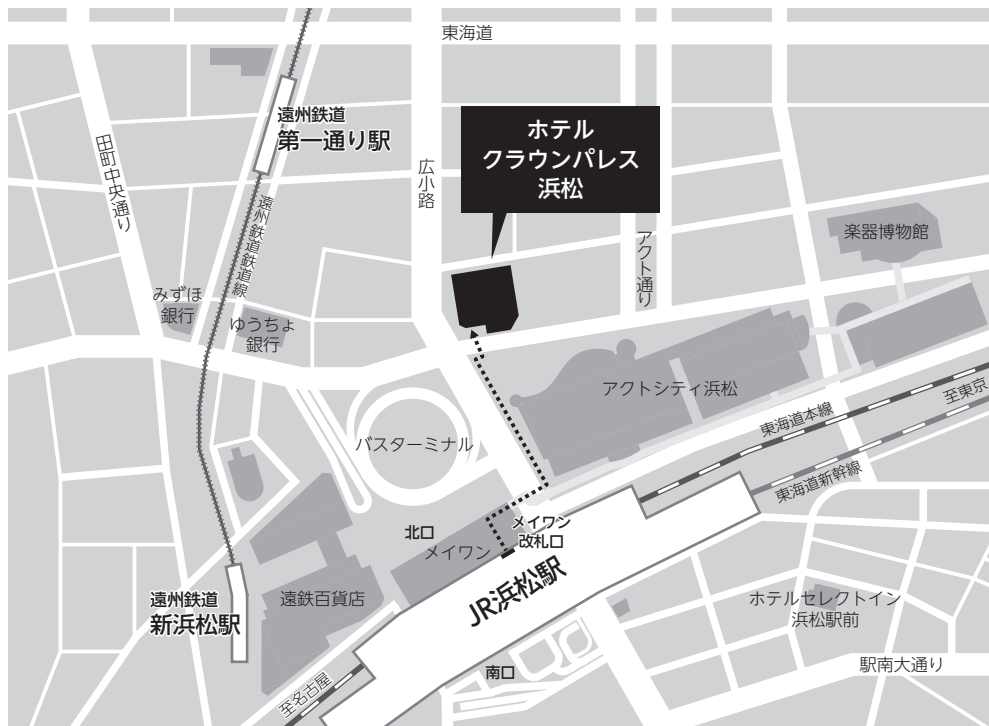 東海道
遠州鉄道
第一通り駅
ホテル
クラウンパレス
浜松
田町中央通り
広小路
遠州鉄道鉄道線
アクト通り
楽器博物館
みずほ
銀行
ゆうちょ
銀行
アクトシティ浜松
至東京
東海道本線
バスターミナル
東海道新幹線
北口
メイワン
メイワン
改札口
JR浜松駅
遠州鉄道
新浜松駅
遠鉄百貨店
ホテルセレクトイン
浜松駅前
南口
駅南大通り
至名古屋